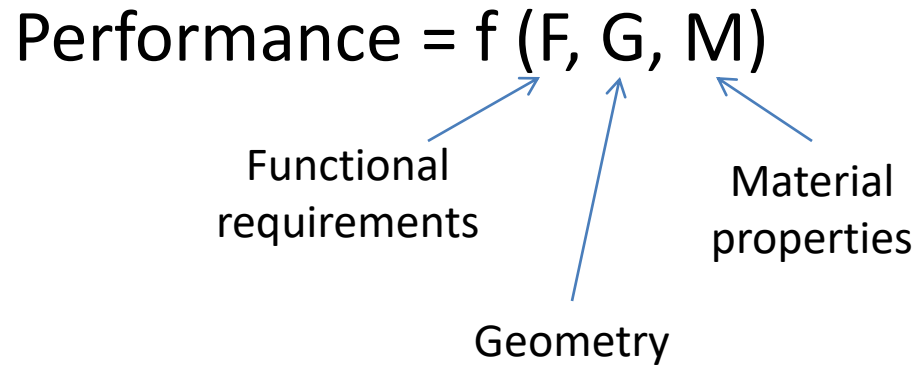 Performance = f (F, G, M)
Functional
requirements
Material
properties
Geometry